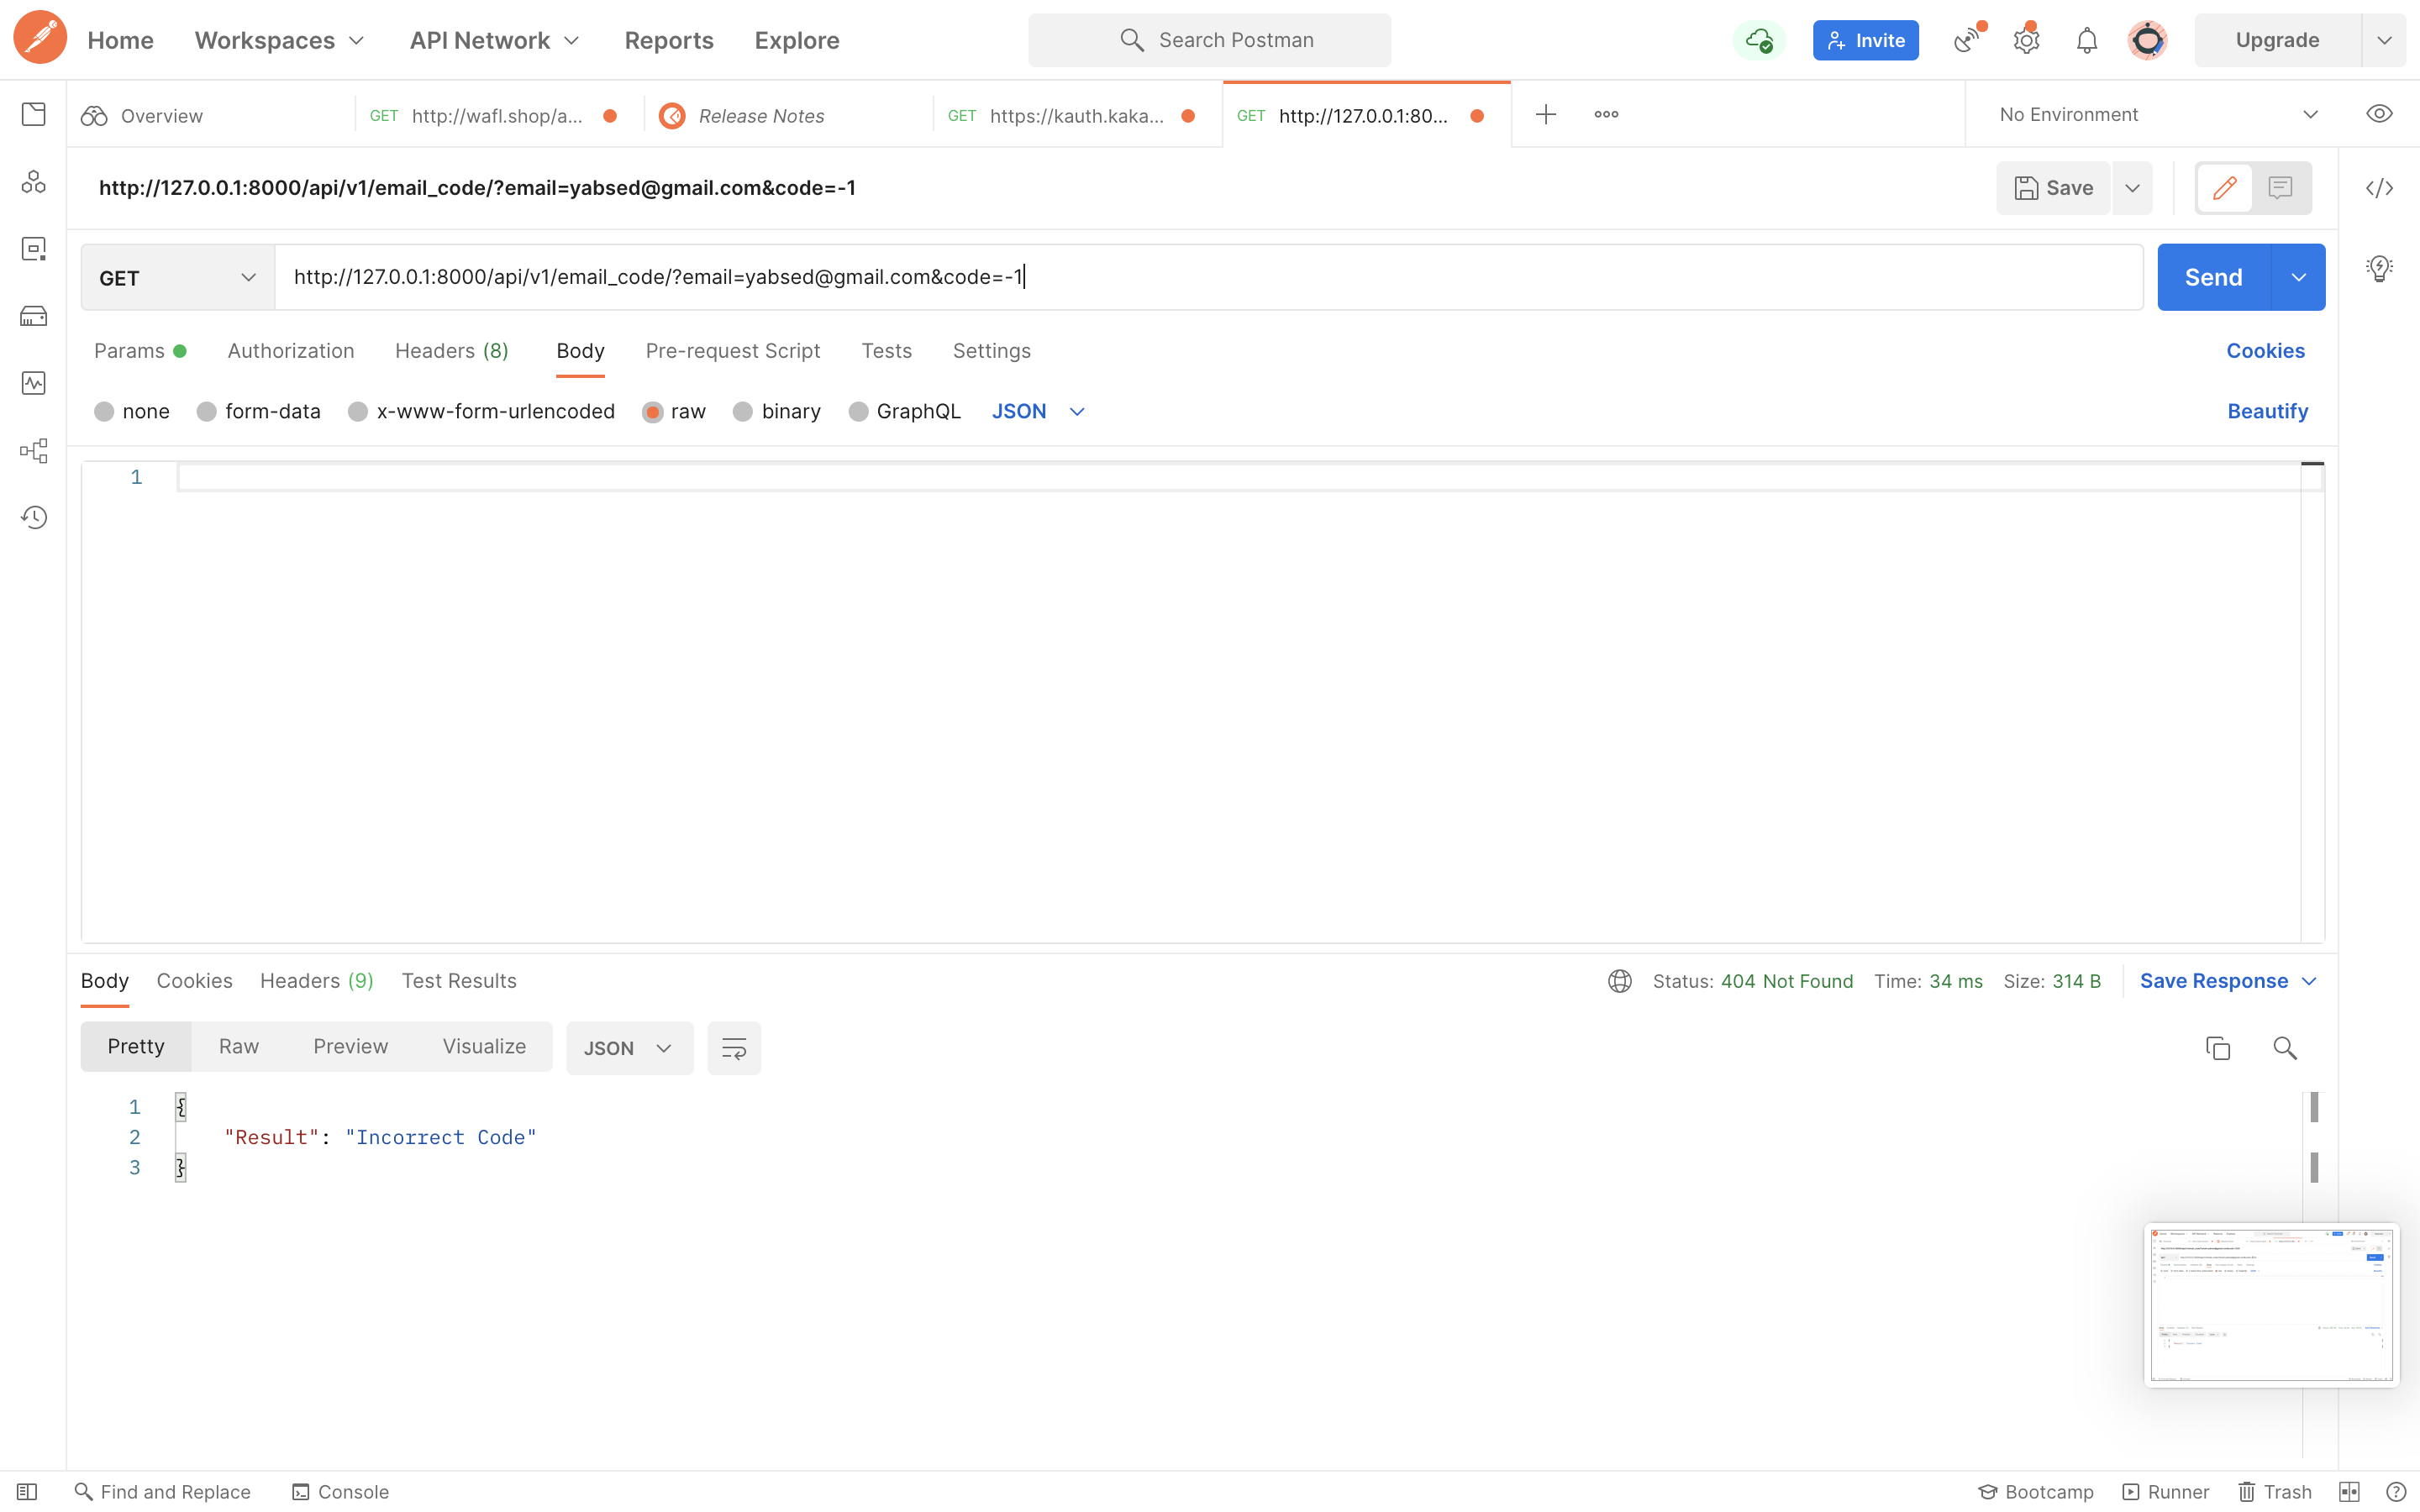 Home Workspaces API Network Reports Explore Search Postman Invite Upgrade
Overview GET http://wafl.shop/a... Release Notes GET https://kauth.kaka... GET http://127.0.0.1:80... No Environment
http://127.0.0.1:8000/api/v1/email_code/?email=yabsed@gmail.com&code=-1 Save
GET http://127.0.0.1:8000/api/v1/email_code/?email=yabsed@gmail.com&code=-1 Send
Params Authorization Headers (8) Body Pre-request Script Tests Settings Cookies
none form-data x-www-form-urlencoded raw binary GraphQL JSON Beautify
1
Body Cookies Headers (9) Test Results Status: 404 Not Found Time: 34 ms Size: 314 B Save Response
Pretty Raw Preview Visualize JSON
1 {
2 "Result": "Incorrect Code"
3 }
Find and Replace Console Bootcamp Runner Trash